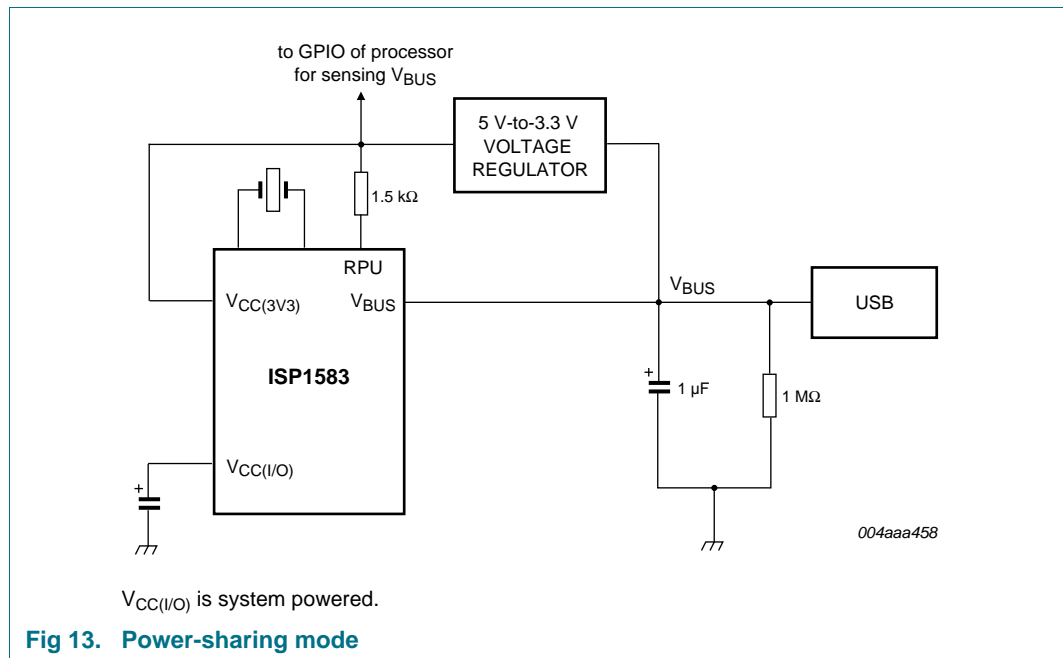 to GPIO of processor
for sensing VBUS
5 V-to-3.3 V
VOLTAGE
REGULATOR
1.5 kΩ
RPU
VCC(3V3)
VBUS
VBUS
USB
ISP1583
+
1 µF
1 MΩ
VCC(I/O)
+
004aaa458
VCC(I/O) is system powered.
Fig 13. Power-sharing mode